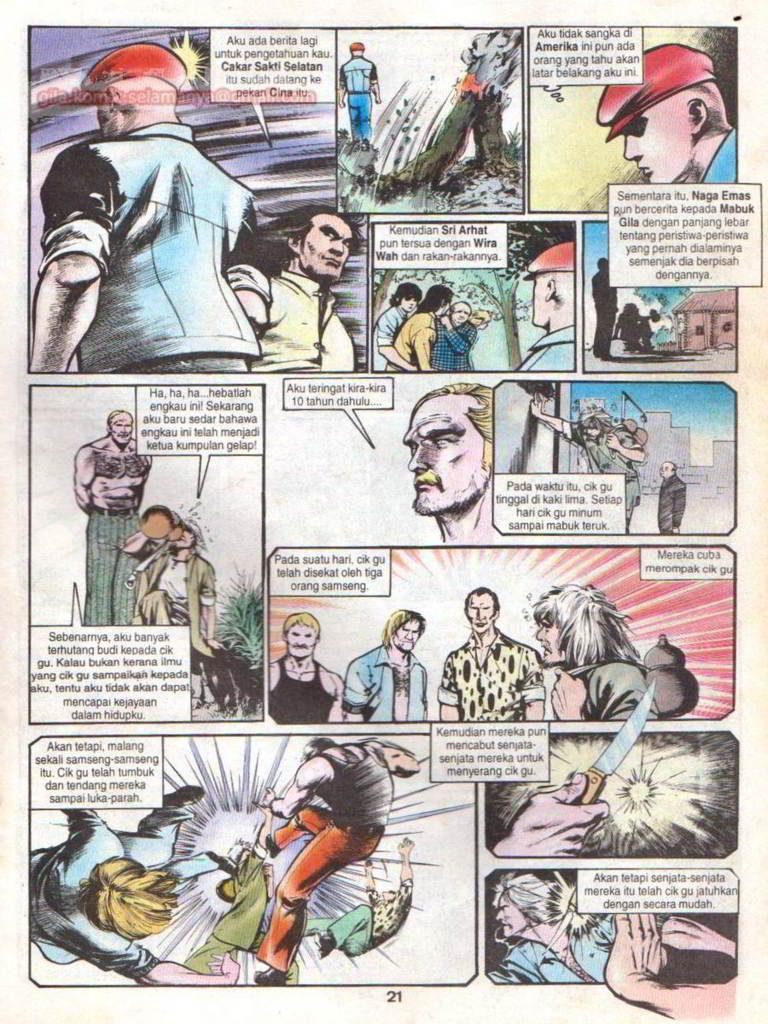 Aku ada berita lagi
untuk pengetahuan kau.
Cakar Sakti Selatan
itu sudah datang ke
pekan Cina itu.
Aku tidak sangka di
Amerika ini pun ada
orang yang tahu akan
latar belakang aku ini.
Kemudian Sri Arhat
pun tersua dengan Wira
Wah dan rakan-rakannya.
Sementara itu, Naga Emas
pun bercerita kepada Mabuk
Gila dengan panjang lebar
tentang peristiwa-peristiwa
yang pernah dialaminya
semenjak dia berpisah
dengannya.
Ha, ha, ha...hebatlah
engkau ini! Sekarang
aku baru sedar bahawa
engkau ini telah menjadi
ketua kumpulan gelap!
Sebenarnya, aku banyak
terhutang budi kepada cik
gu. Kalau bukan kerana ilmu
yang cik gu sampaikan kepada
aku, tentu aku tidak akan dapat
mencapai kejayaan
dalam hidupku.
Aku teringat kira-kira
10 tahun dahulu....
Pada waktu itu, cik gu
tinggal di kaki lima. Setiap
hari cik gu minum
sampai mabuk teruk.
Pada suatu hari, cik gu
telah disekat oleh tiga
orang samseng.
Mereka cuba
merompak cik gu
Akan tetapi, malang
sekali samseng-samseng
itu. Cik gu telah tumbuk
dan tendang mereka
sampai luka-parah.
Kemudian mereka pun
mencabut senjata-
senjata mereka untuk
menyerang cik gu.
Akan tetapi senjata-senjata
mereka itu telah cik gu jatuhkan
dengan secara mudah.
21